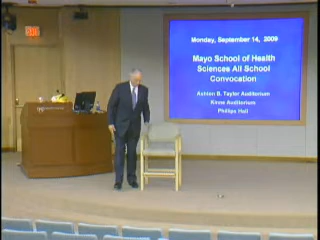 EXIT
Monday, September 14, 2009
Mayo School of Health
Sciences All School
Convocation
Ashton B. Taylor Auditorium
Kinne Auditorium
Phillips Hall